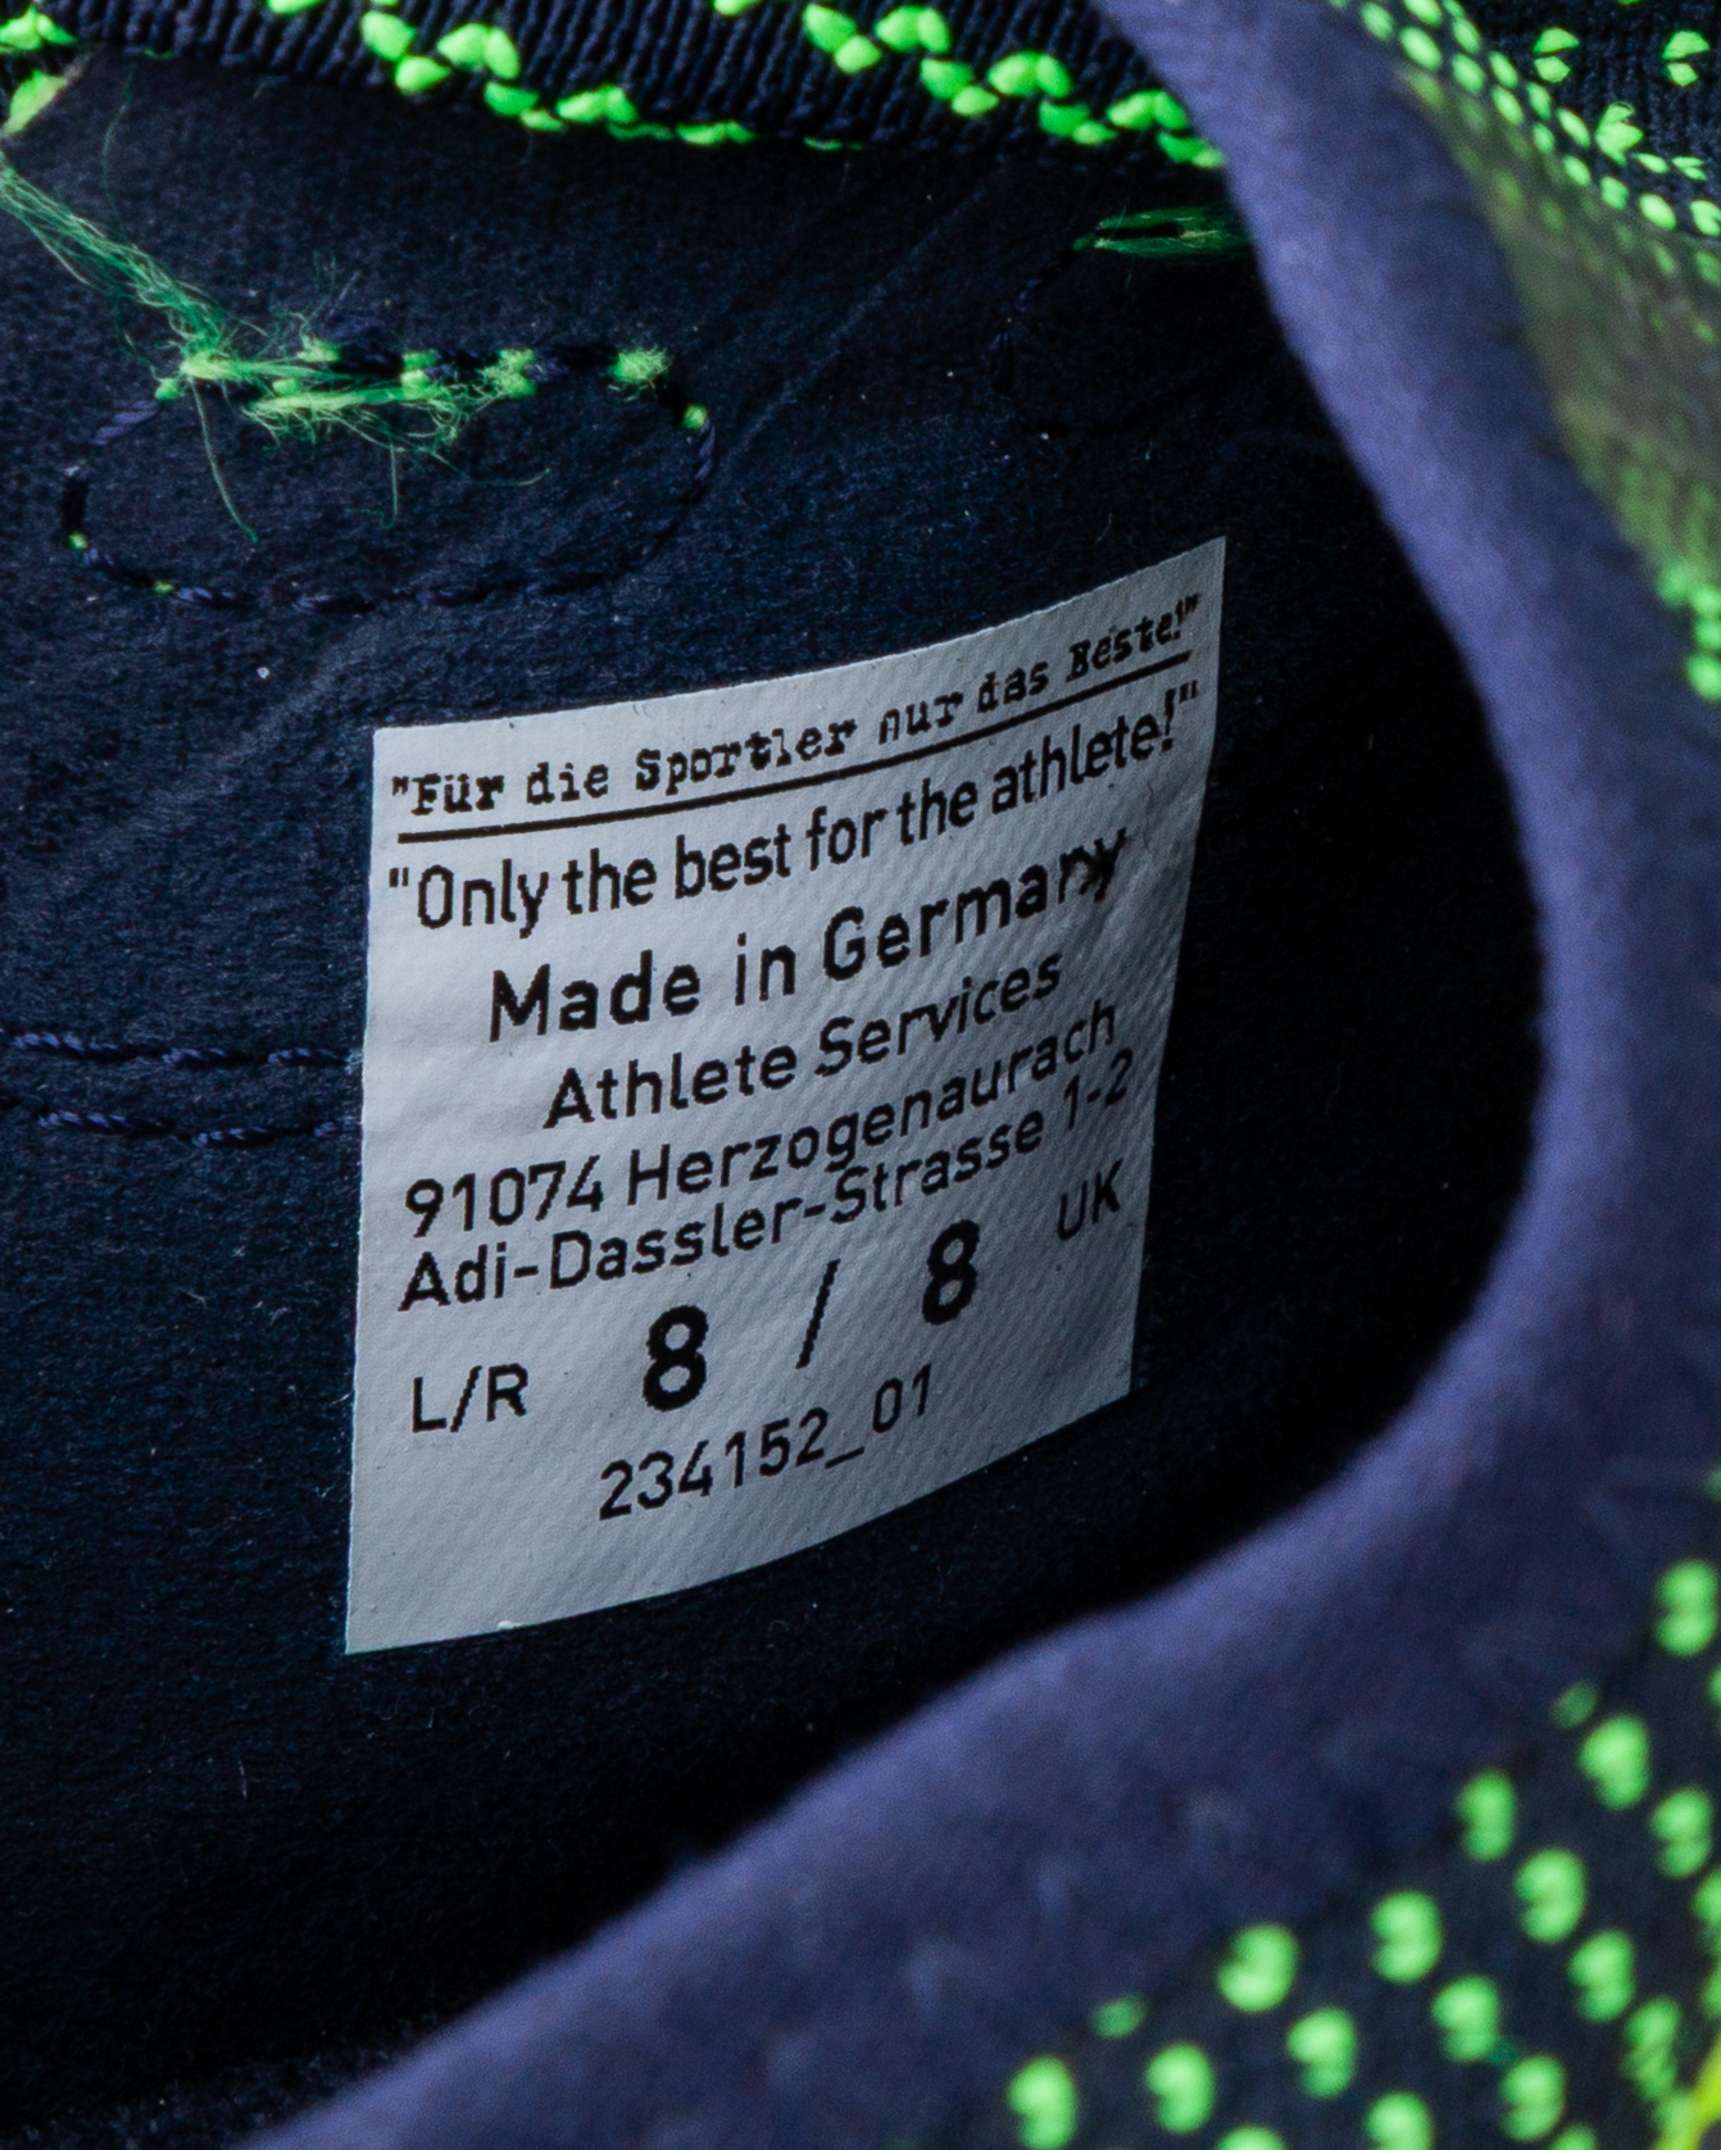 "Für die Sportler nur das Beste!"
"Only the best for the athlete!"
Made in Germany
Athlete Services
91074 Herzogenaurach
Adi-Dassler-Strasse 1-2
L/R 8 / 8 UK
234152_01